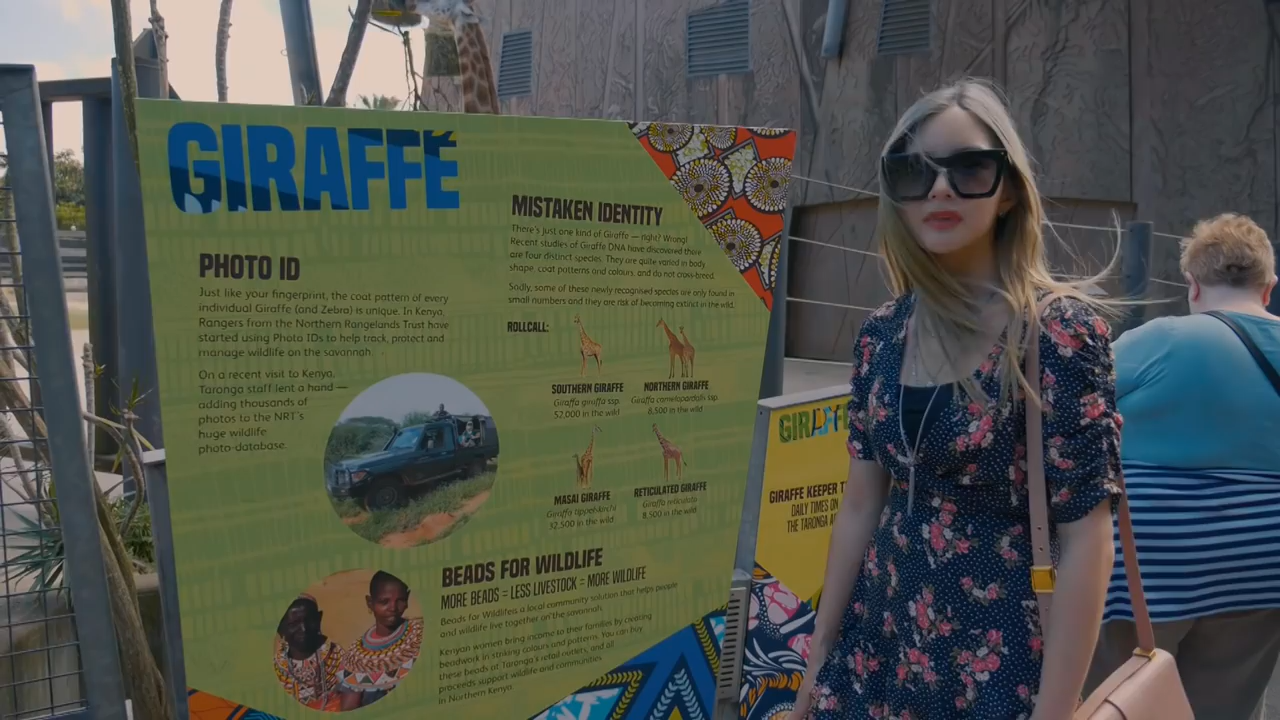 GIRAFFE
PHOTO ID
Just like your fingerprint, the coat pattern of every
individual Giraffe (and Zebra) is unique. In Kenya,
Rangers from the Northern Rangelands Trust have
started using Photo IDs to help track, protect and
manage wildlife on the savannah.
On a recent visit to Kenya,
Taronga staff lent a hand —
adding thousands of
photos to the NRT's
huge wildlife
photo-database.
MISTAKEN IDENTITY
There's just one kind of Giraffe — right? Wrong!
Recent studies of Giraffe DNA have discovered there
are four distinct species. They are quite varied in body
shape, coat patterns and colours, and do not cross-breed.
Sadly, some of these newly recognised species are only found in
small numbers and they are risk of becoming extinct in the wild.
ROLLCALL:
SOUTHERN GIRAFFE
Giraffa giraffa ssp.
52,000 in the wild
NORTHERN GIRAFFE
Giraffa camelopardalis ssp.
8,500 in the wild
MASAI GIRAFFE
Giraffa tippelskirchi
32,500 in the wild
RETICULATED GIRAFFE
Giraffa reticulata
8,500 in the wild
BEADS FOR WILDLIFE
MORE BEADS = LESS LIVESTOCK = MORE WILDLIFE
Beads for Wildlife is a local community solution that helps people
and wildlife live together on the savannah.
Kenyan women bring income to their families by creating
beadwork in striking colours and patterns. You can buy
these beads at Taronga's retail outlets, and all
proceeds support wildlife and communities
in Northern Kenya.
GIRAFFE
GIRAFFE KEEPER T
DAILY TIMES ON
THE TARONGA A